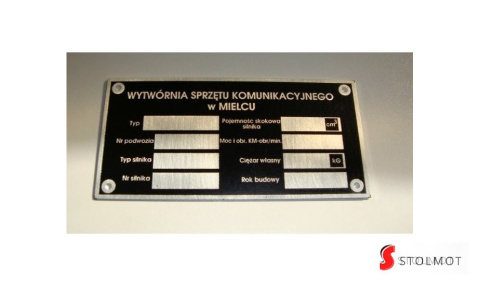 WYTWÓRNIA SPRZĘTU KOMUNIKACYJNEGO
w MIELCU
Typ
Pojemność skokowa
silnika
cm³
Nr podwozia
Moc i obr. KM-obr/min.
Typ silnika
Ciężar własny
kG
Nr silnika
Rok budowy
STOLMOT